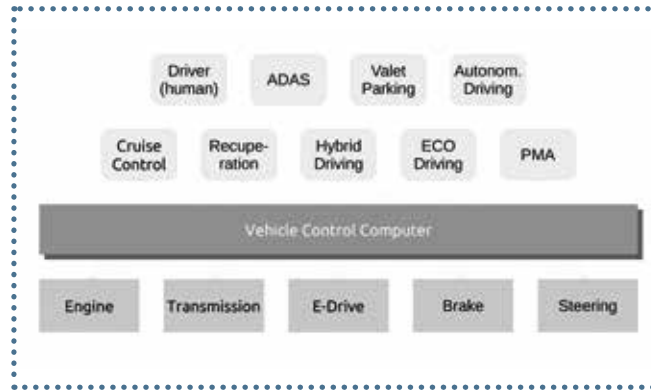 Driver
(human)
ADAS
Valet
Parking
Autonom.
Driving
Cruise
Control
Recupe-
ration
Hybrid
Driving
ECO
Driving
PMA
Vehicle Control Computer
Engine
Transmission
E-Drive
Brake
Steering